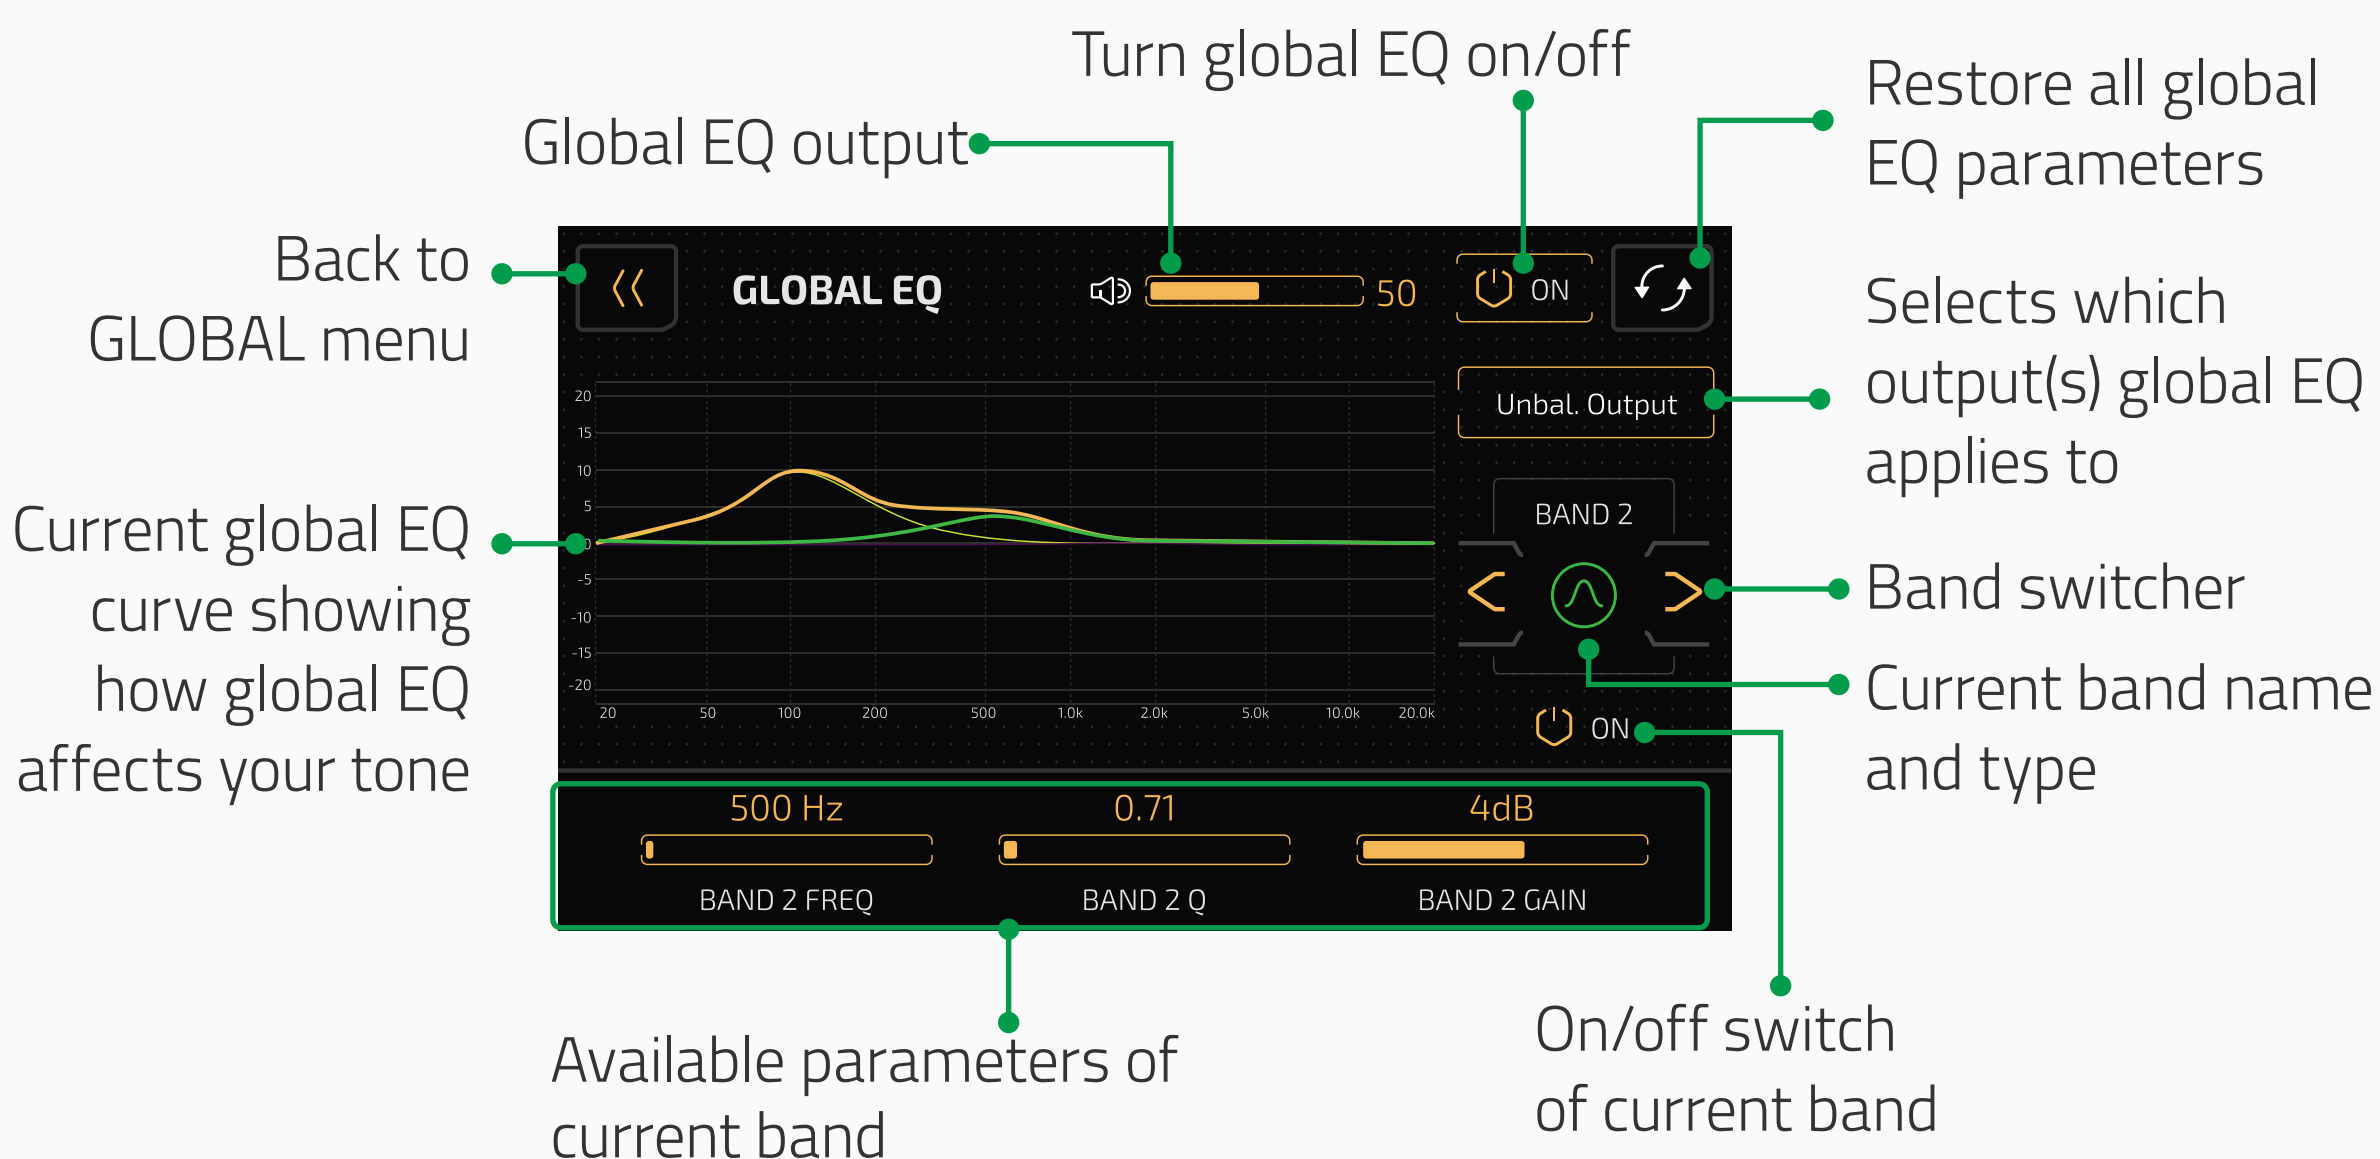 Turn global EQ on/off
Restore all global
EQ parameters
Global EQ output
Back to
GLOBAL menu
GLOBAL EQ
50
ON
Selects which
output(s) global EQ
applies to
Unbal. Output
20
15
10
5
0
-5
-10
-15
-20
20 50 100 200 500 1.0k 2.0k 5.0k 10.0k 20.0k
Current global EQ
curve showing
how global EQ
affects your tone
BAND 2
Band switcher
Current band name
and type
ON
500 Hz 0.71 4dB
BAND 2 FREQ BAND 2 Q BAND 2 GAIN
Available parameters of
current band
On/off switch
of current band